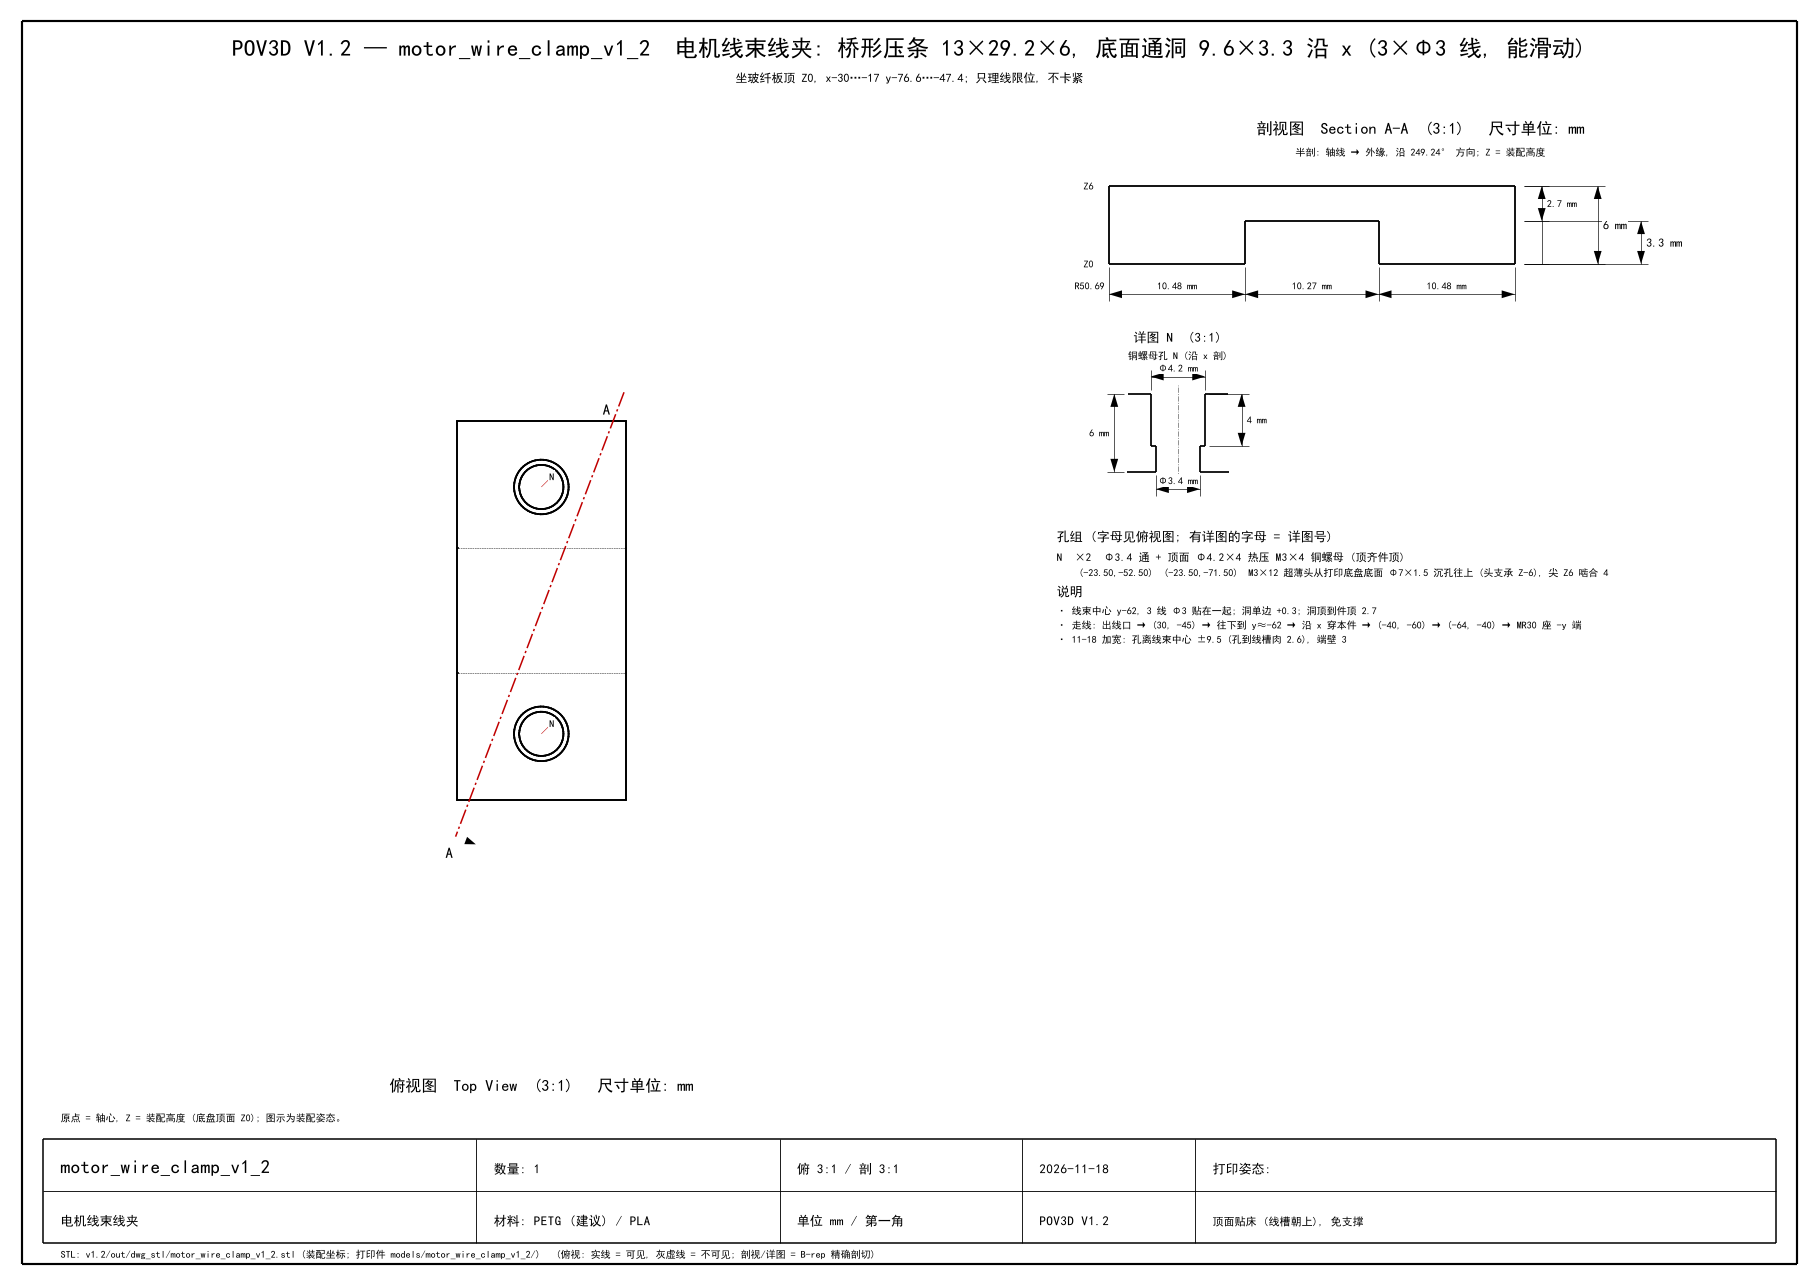 POV3D V1.2 — motor_wire_clamp_v1_2  电机线束线夹: 桥形压条 13×29.2×6, 底面通洞 9.6×3.3 沿 x (3×Φ3 线, 能滑动)
坐玻纤板顶 Z0, x-30…-17 y-76.6…-47.4; 只理线限位, 不卡紧
剖视图  Section A-A  (3:1)  尺寸单位: mm
半剖: 轴线 → 外缘, 沿 249.24° 方向; Z = 装配高度
Z6
2.7 mm
6 mm
3.3 mm
Z0
R50.69
10.48 mm
10.27 mm
10.48 mm
详图 N  (3:1)
铜螺母孔 N (沿 x 剖)
Φ4.2 mm
6 mm
4 mm
Φ3.4 mm
A
N
N
A
孔组 (字母见俯视图; 有详图的字母 = 详图号)
N  ×2  Φ3.4 通 + 顶面 Φ4.2×4 热压 M3×4 铜螺母 (顶齐件顶)
(-23.50,-52.50)  (-23.50,-71.50)  M3×12 超薄头从打印底盘底面 Φ7×1.5 沉孔往上 (头支承 Z-6), 尖 Z6 啮合 4
说明
· 线束中心 y-62, 3 线 Φ3 贴在一起; 洞单边 +0.3; 洞顶到件顶 2.7
· 走线: 出线口 → (30, -45) → 往下到 y≈-62 → 沿 x 穿本件 → (-40, -60) → (-64, -40) → MR30 座 -y 端
· 11-18 加宽: 孔离线束中心 ±9.5 (孔到线槽肉 2.6), 端壁 3
俯视图  Top View  (3:1)  尺寸单位: mm
原点 = 轴心, Z = 装配高度 (底盘顶面 Z0); 图示为装配姿态。
motor_wire_clamp_v1_2
数量: 1
俯 3:1 / 剖 3:1
2026-11-18
打印姿态:
电机线束线夹
材料: PETG (建议) / PLA
单位 mm / 第一角
POV3D V1.2
顶面贴床 (线槽朝上), 免支撑
STL: v1.2/out/dwg_stl/motor_wire_clamp_v1_2.stl (装配坐标; 打印件 models/motor_wire_clamp_v1_2/)  (俯视: 实线 = 可见, 灰虚线 = 不可见; 剖视/详图 = B-rep 精确剖切)